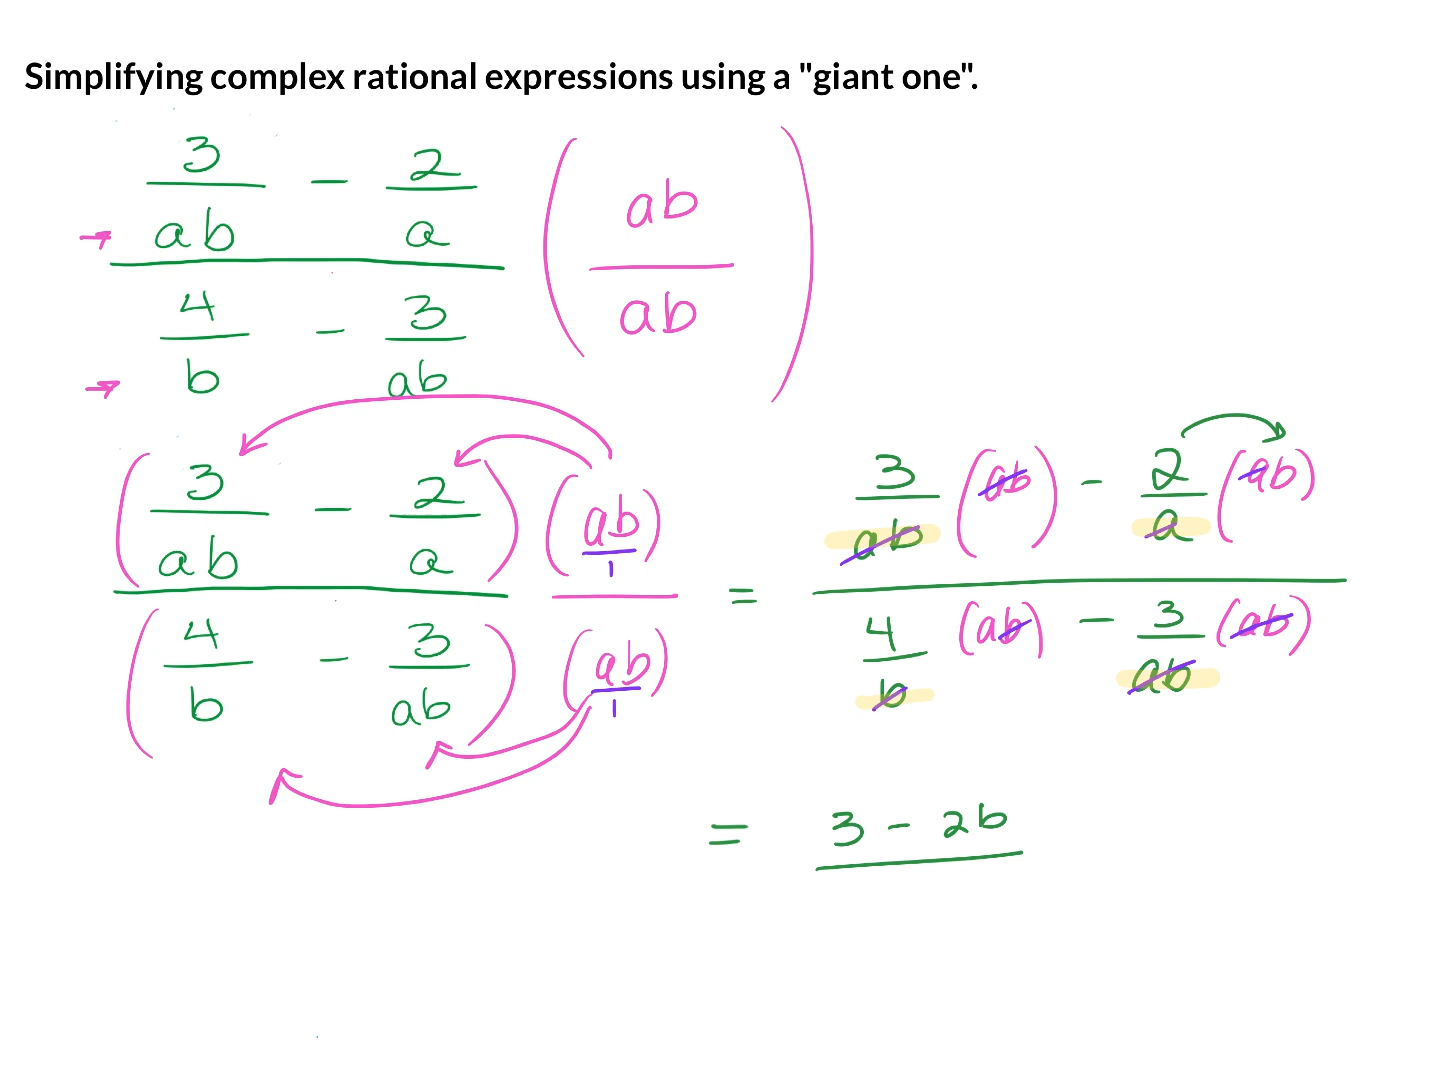 Simplifying complex rational expressions using a "giant one".
3 - 2 ( ab
→ ab a
4 - 3 ab )
→ b ab
( 3 - 2 ) ( ab )
ab a 1
( 4 - 3 ) ( ab )
b ab 1
= 3 ( ab ) - 2 ( ab )
ab a
4 ( ab ) - 3 ( ab )
b ab
= 3 - 2b